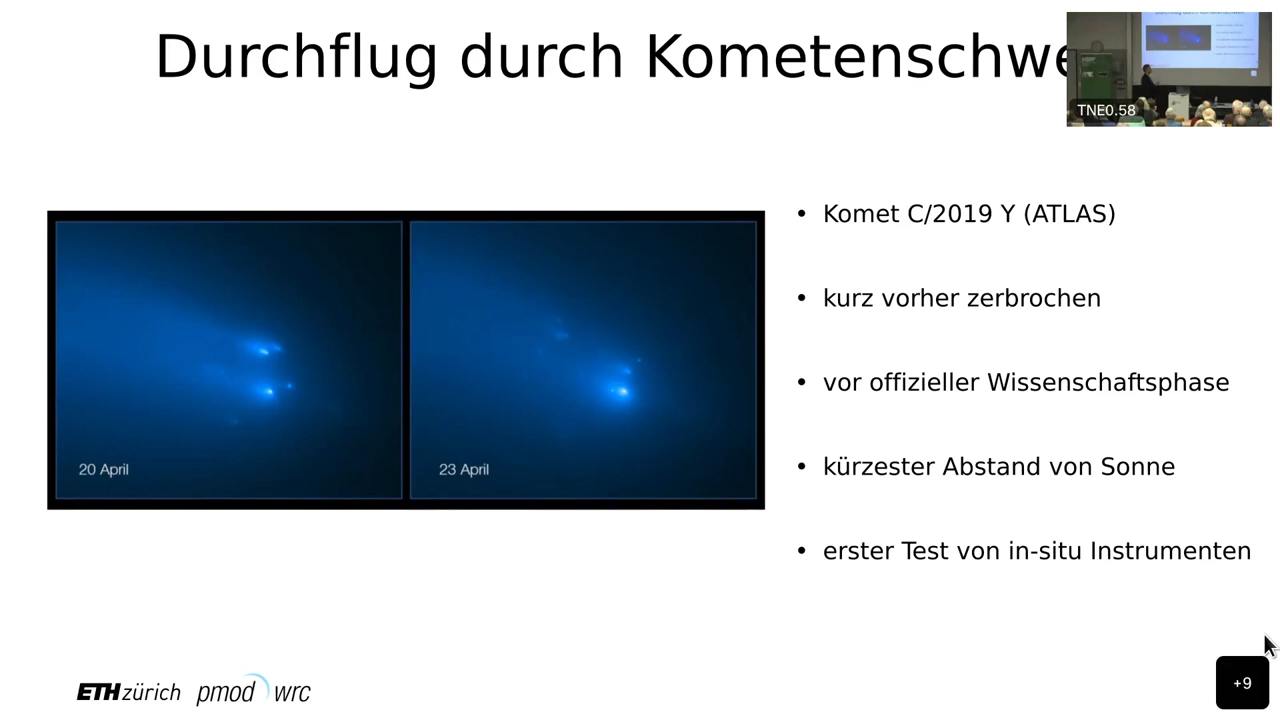 Durchflug durch Kometenschwe
TNE0.58
• Komet C/2019 Y (ATLAS)
• kurz vorher zerbrochen
• vor offizieller Wissenschaftsphase
• kürzester Abstand von Sonne
• erster Test von in-situ Instrumenten
20 April
23 April
ETH zürich pmod wrc
+9